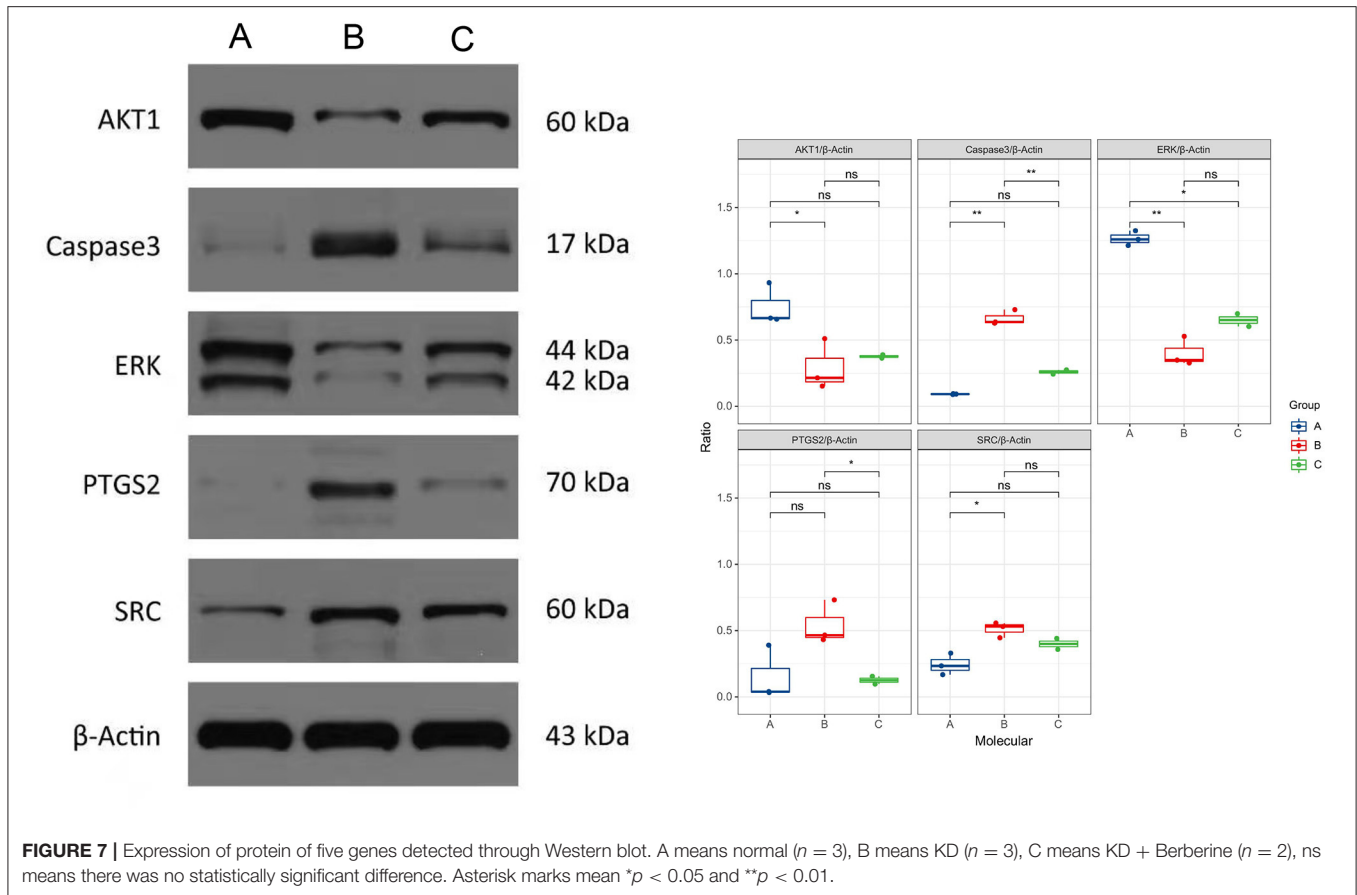 A B C
AKT1 60 kDa
Caspase3 17 kDa
ERK 44 kDa
42 kDa
PTGS2 70 kDa
SRC 60 kDa
β-Actin 43 kDa
AKT1/β-Actin Caspase3/β-Actin ERK/β-Actin
ns ** ns
ns ns *
* ** **
1.5
1.0
0.5
0.0
A B C
PTGS2/β-Actin SRC/β-Actin
* ns
ns ns
ns *
1.5
1.0
0.5
0.0
A B C A B C
Ratio
Molecular
Group
A
B
C
FIGURE 7 | Expression of protein of five genes detected through Western blot. A means normal (n = 3), B means KD (n = 3), C means KD + Berberine (n = 2), ns
means there was no statistically significant difference. Asterisk marks mean *p < 0.05 and **p < 0.01.